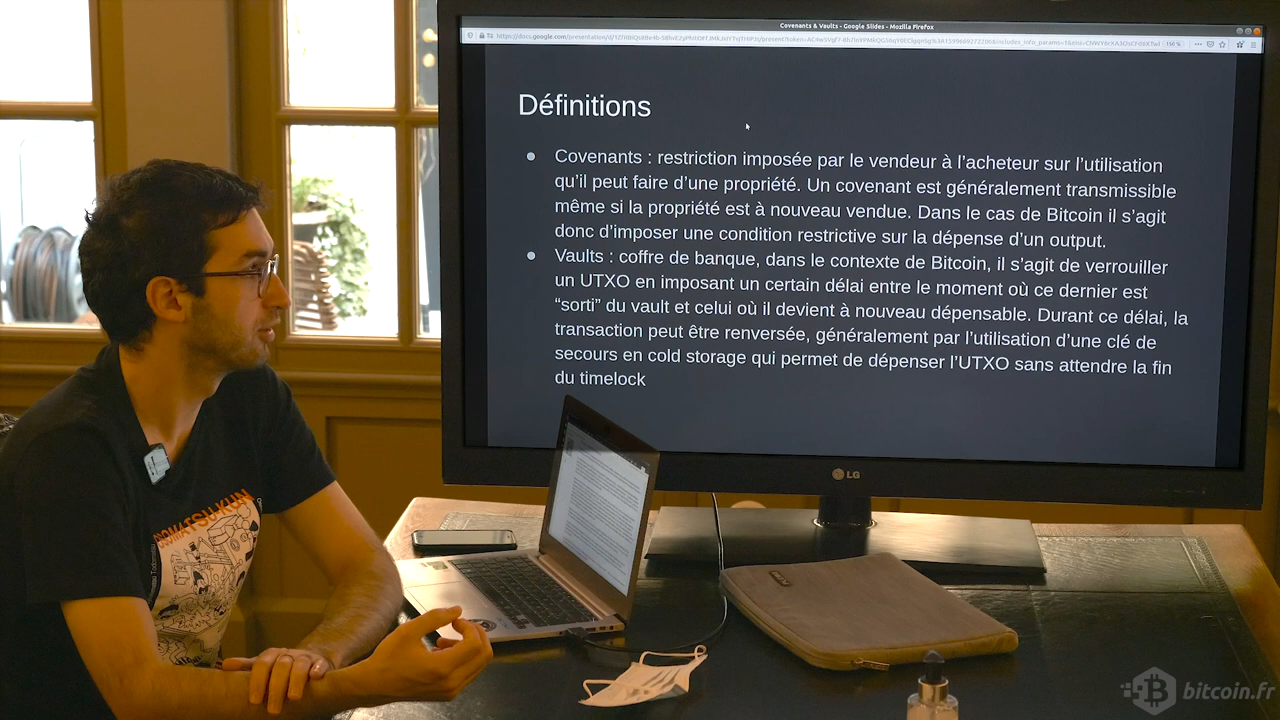 Covenants & Vaults - Google Slides - Mozilla Firefox
150 %
Définitions
Covenants : restriction imposée par le vendeur à l'acheteur sur l'utilisation
qu'il peut faire d'une propriété. Un covenant est généralement transmissible
même si la propriété est à nouveau vendue. Dans le cas de Bitcoin il s'agit
donc d'imposer une condition restrictive sur la dépense d'un output.
Vaults : coffre de banque, dans le contexte de Bitcoin, il s'agit de verrouiller
un UTXO en imposant un certain délai entre le moment où ce dernier est
“sorti” du vault et celui où il devient à nouveau dépensable. Durant ce délai, la
transaction peut être renversée, généralement par l'utilisation d'une clé de
secours en cold storage qui permet de dépenser l'UTXO sans attendre la fin
du timelock
LG
bitcoin.fr